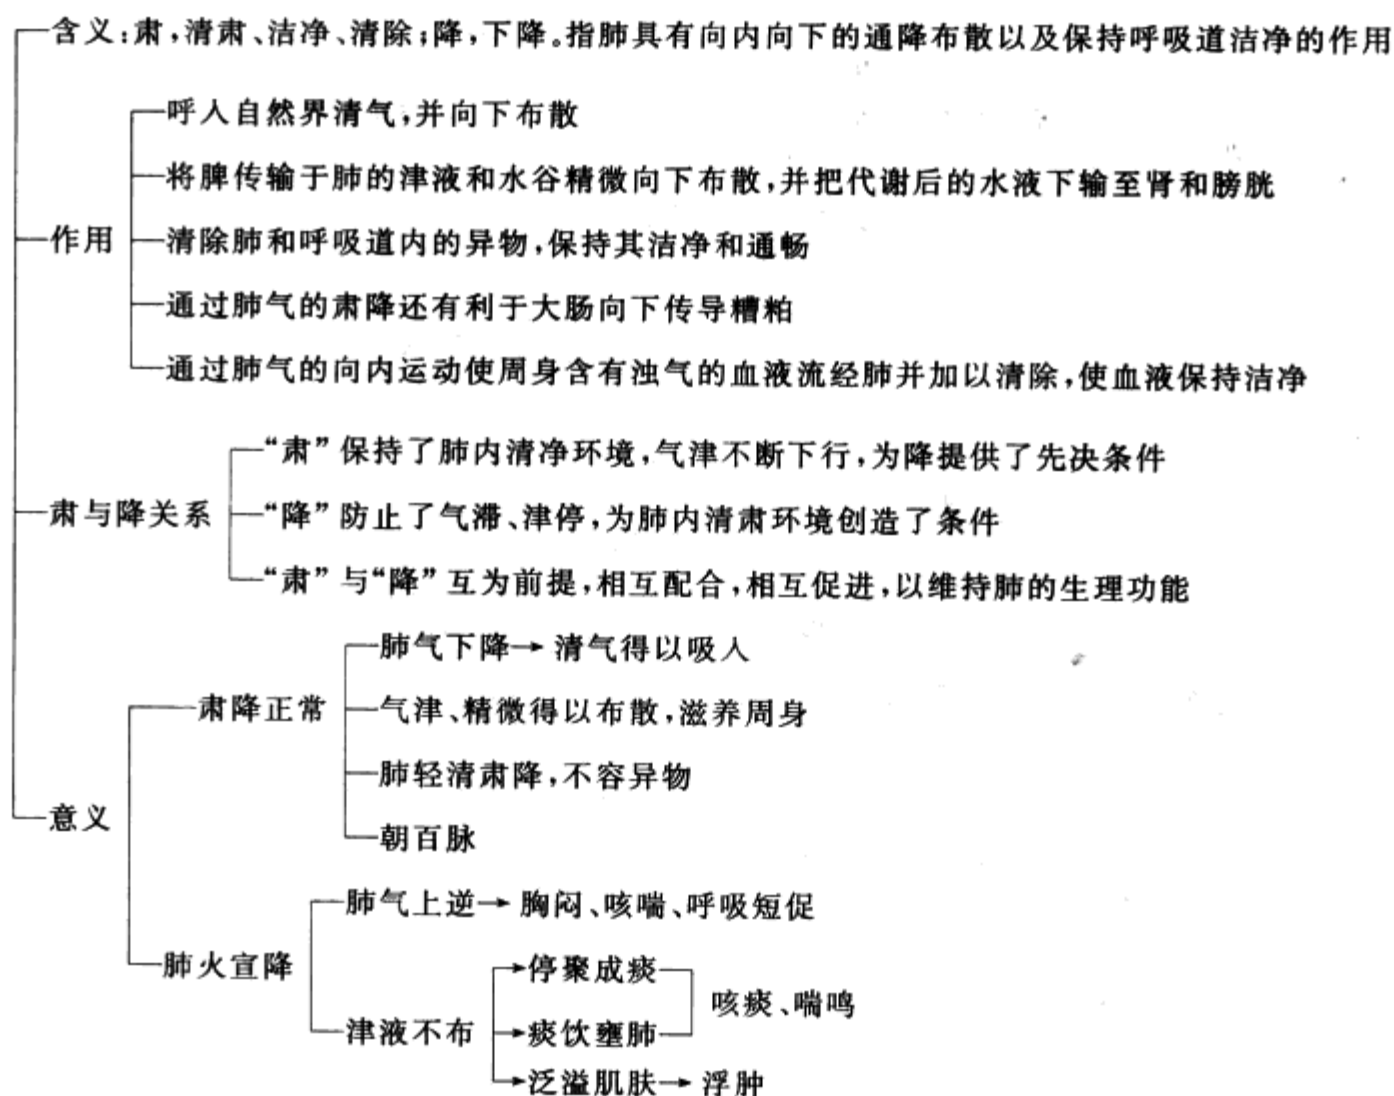 含义：肃，清肃、洁净、清除；降，下降。指肺具有向内向下的通降布散以及保持呼吸道洁净的作用
呼人自然界清气，并向下布散
将脾传输于肺的津液和水谷精微向下布散，并把代谢后的水液下输至肾和膀胱
作用
清除肺和呼吸道内的异物，保持其洁净和通畅
通过肺气的肃降还有利于大肠向下传导糟粕
通过肺气的向内运动使周身含有浊气的血液流经肺并加以清除，使血液保持洁净
“肃”保持了肺内清净环境，气津不断下行，为降提供了先决条件
肃与降关系
“降”防止了气滞、津停，为肺内清肃环境创造了条件
“肃”与“降”互为前提，相互配合，相互促进，以维持肺的生理功能
肺气下降→清气得以吸人
肃降正常
气津、精微得以布散，滋养周身
肺轻清肃降，不容异物
意义
朝百脉
肺气上逆→胸闷、咳喘、呼吸短促
肺火宣降
停聚成痰
咳痰、喘鸣
津液不布
痰饮壅肺
泛溢肌肤→浮肿